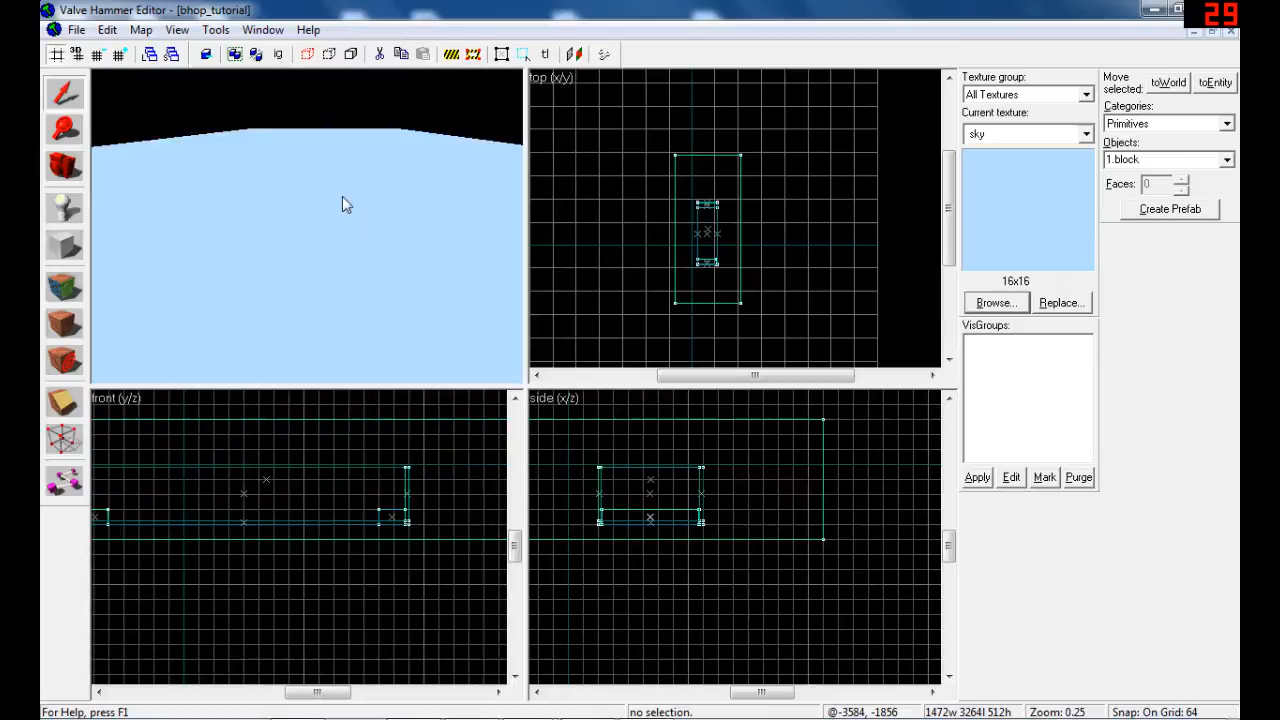 Valve Hammer Editor - [bhop_tutorial]
29
File Edit Map View Tools Window Help
top (x/y)
front (y/z)
side (x/z)
Texture group:
All Textures
Current texture:
sky
16x16
Browse... Replace...
VisGroups:
Apply Edit Mark Purge
Move selected: toWorld toEntity
Categories:
Primitives
Objects:
1.block
Faces: 0
Create Prefab
For Help, press F1
no selection.
@-3584, -1856
1472w 3264l 512h
Zoom: 0.25
Snap: On Grid: 64